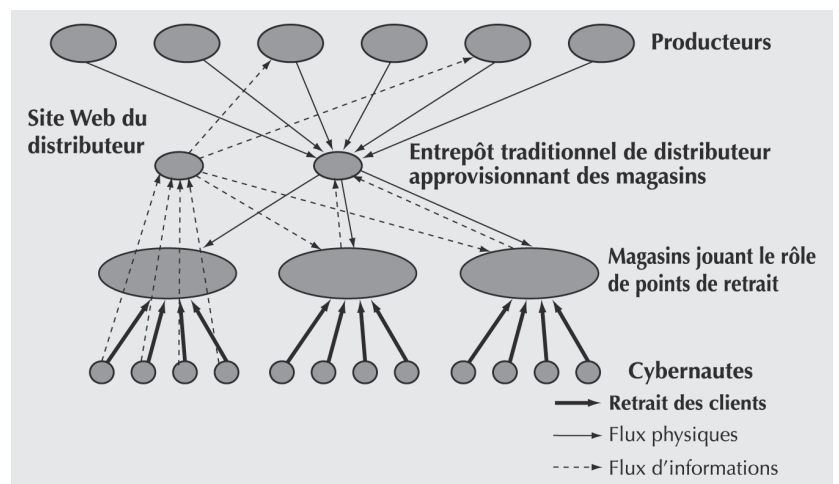 Producteurs
Site Web du
distributeur
Entrepôt traditionnel de distributeur
approvisionnant des magasins
Magasins jouant le rôle
de points de retrait
Cybernautes
Retrait des clients
Flux physiques
Flux d'informations